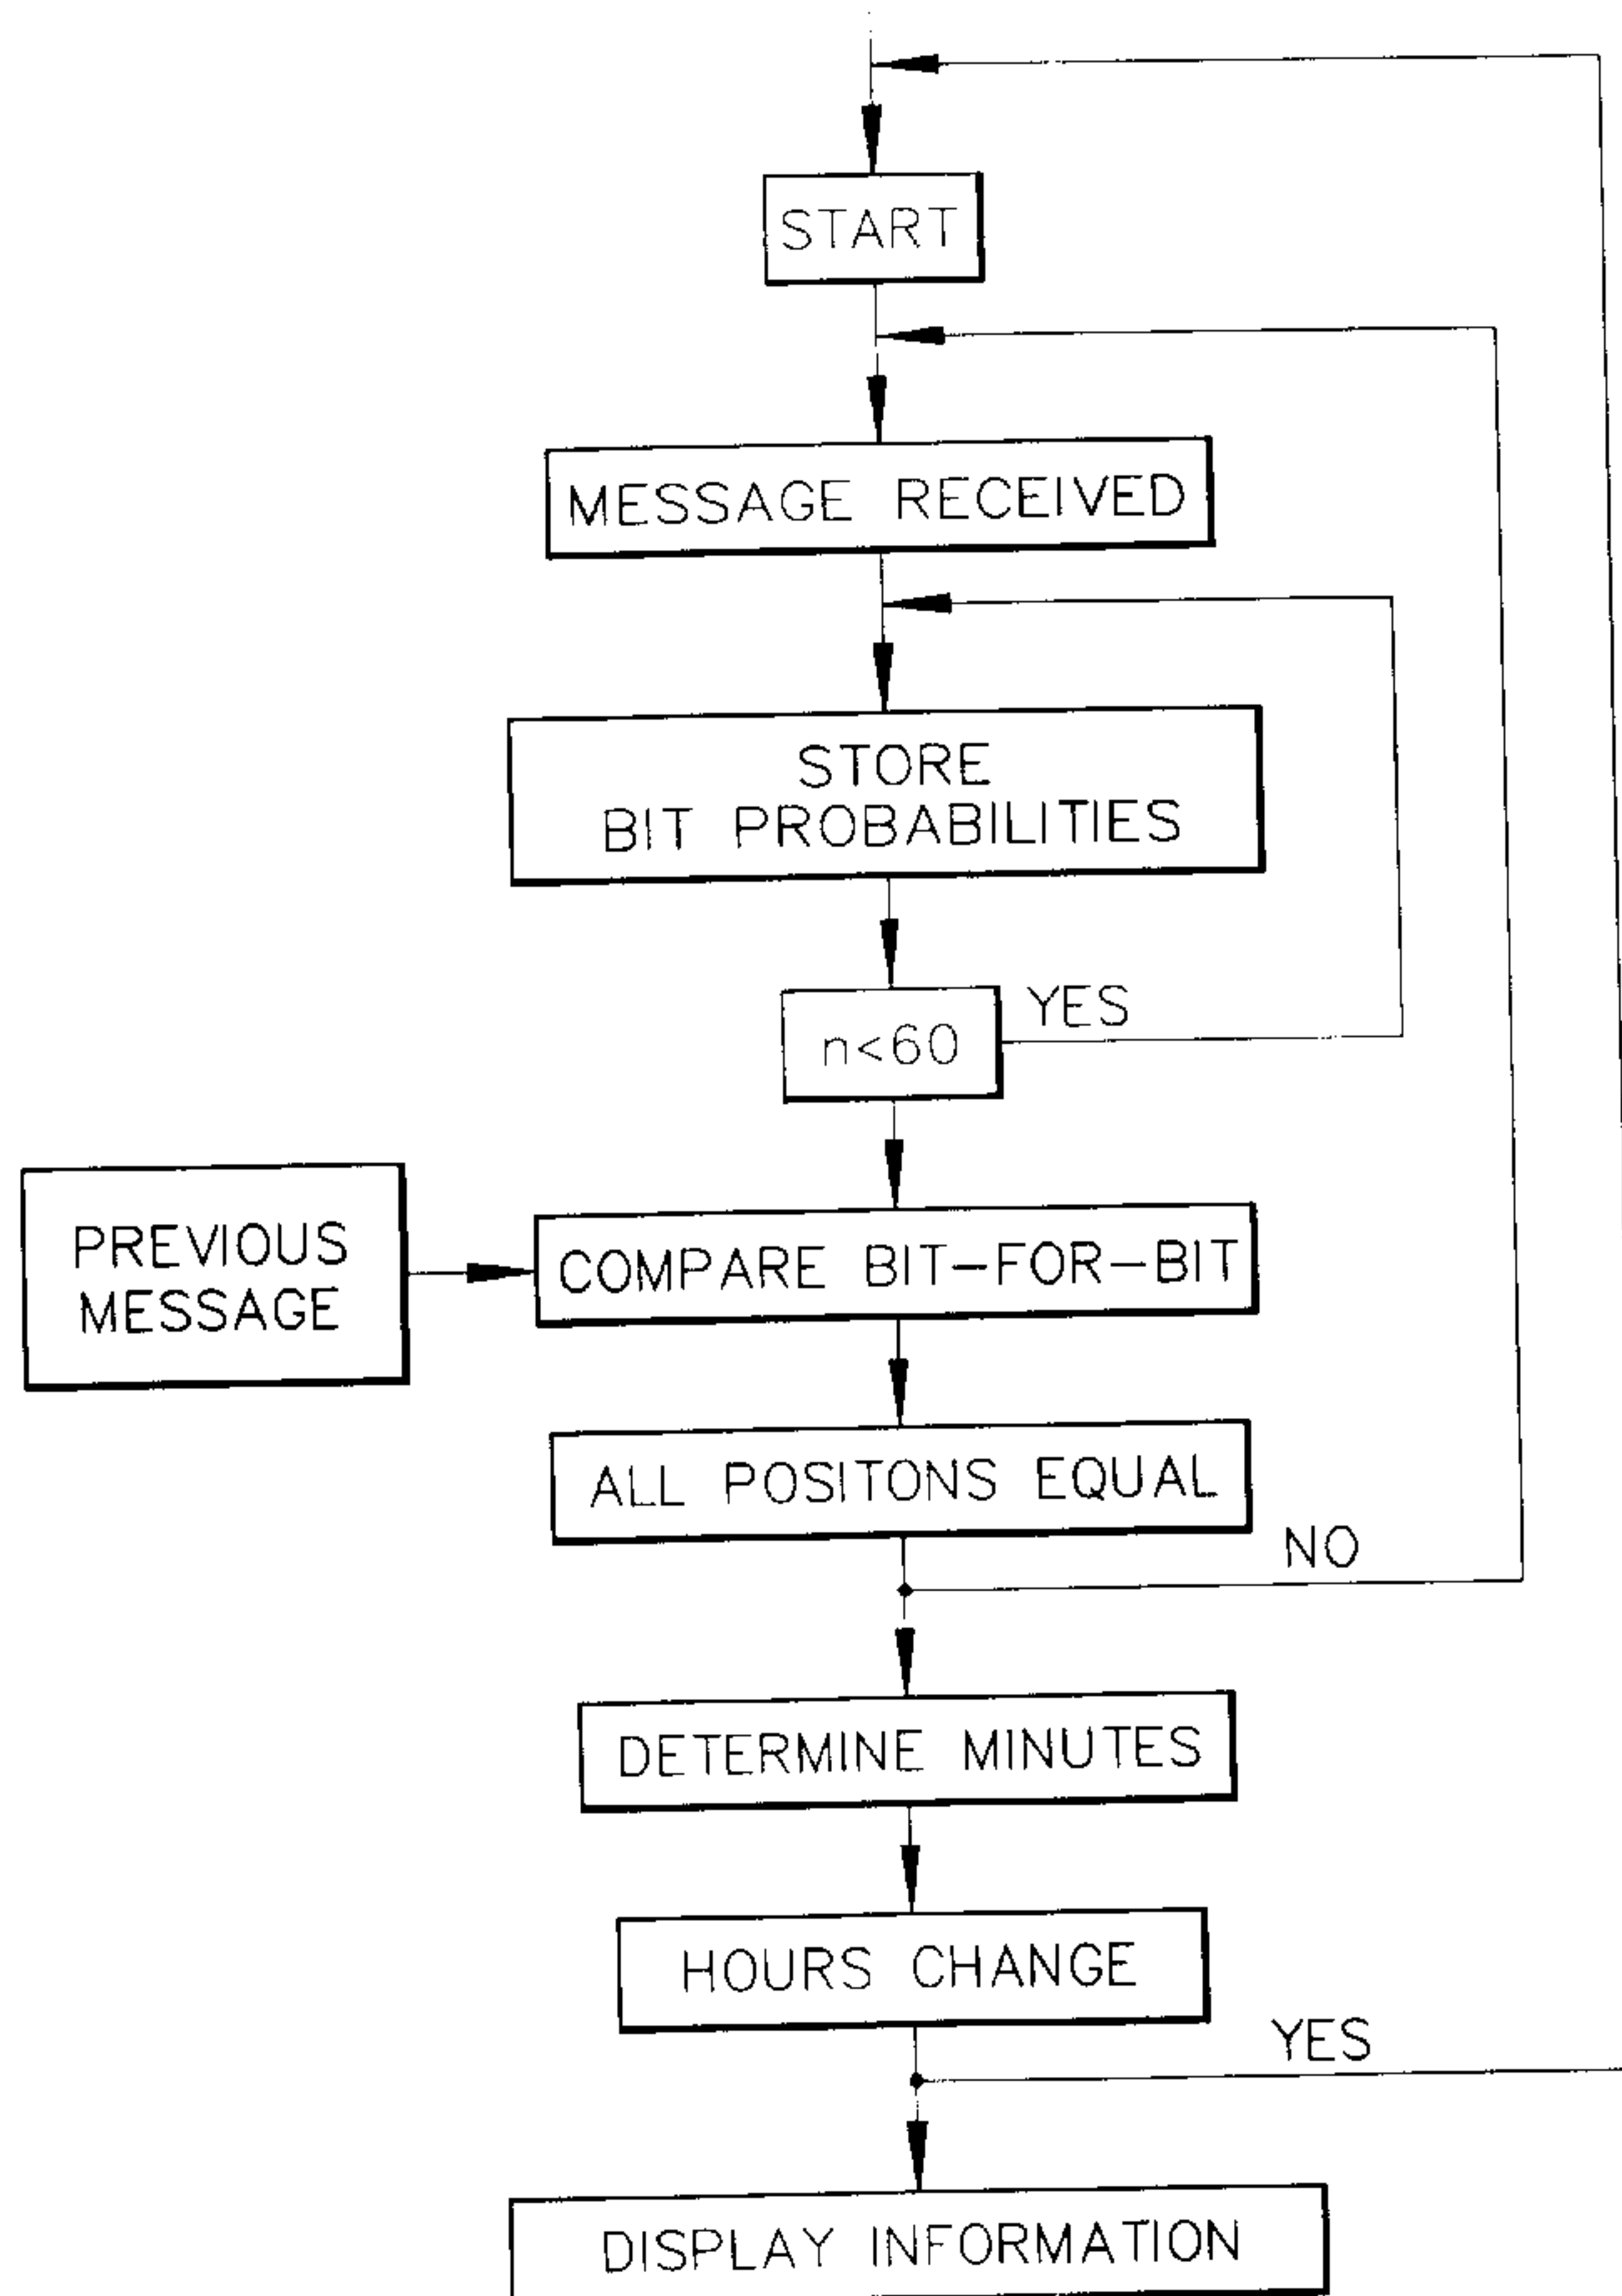 START
MESSAGE RECEIVED
STORE
BIT PROBABILITIES
n<60
YES
PREVIOUS
MESSAGE
COMPARE BIT-FOR-BIT
ALL POSITONS EQUAL
NO
DETERMINE MINUTES
HOURS CHANGE
YES
DISPLAY INFORMATION